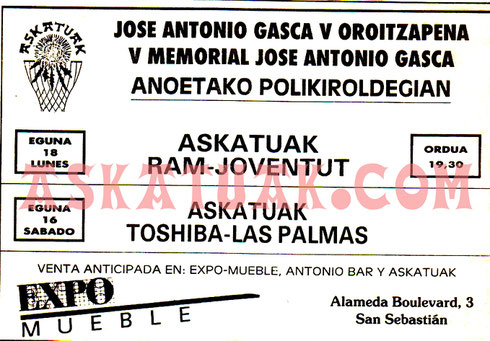 ASKATUAK
JOSE ANTONIO GASCA V OROITZAPENA
V MEMORIAL JOSE ANTONIO GASCA
ANOETAKO POLIKIROLDEGIAN
EGUNA
18
LUNES
ASKATUAK
RAM-JOVENTUT
ORDUA
19,30
ASKATUAK.COM
EGUNA
16
SABADO
ASKATUAK
TOSHIBA-LAS PALMAS
VENTA ANTICIPADA EN: EXPO-MUEBLE, ANTONIO BAR Y ASKATUAK
EXPO
MUEBLE
Alameda Boulevard, 3
San Sebastián